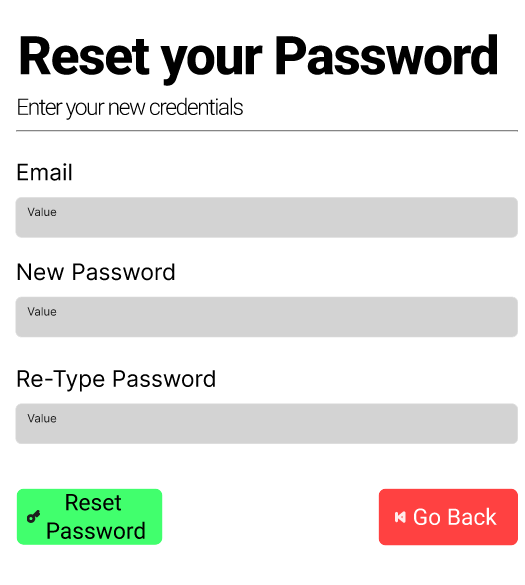 Reset your Password
Enter your new credentials
Email
Value
New Password
Value
Re-Type Password
Value
Reset
Password
Go Back